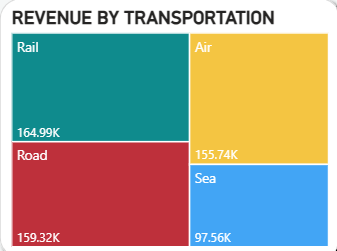 REVENUE BY TRANSPORTATION
Rail
164.99K
Road
159.32K
Air
155.74K
Sea
97.56K